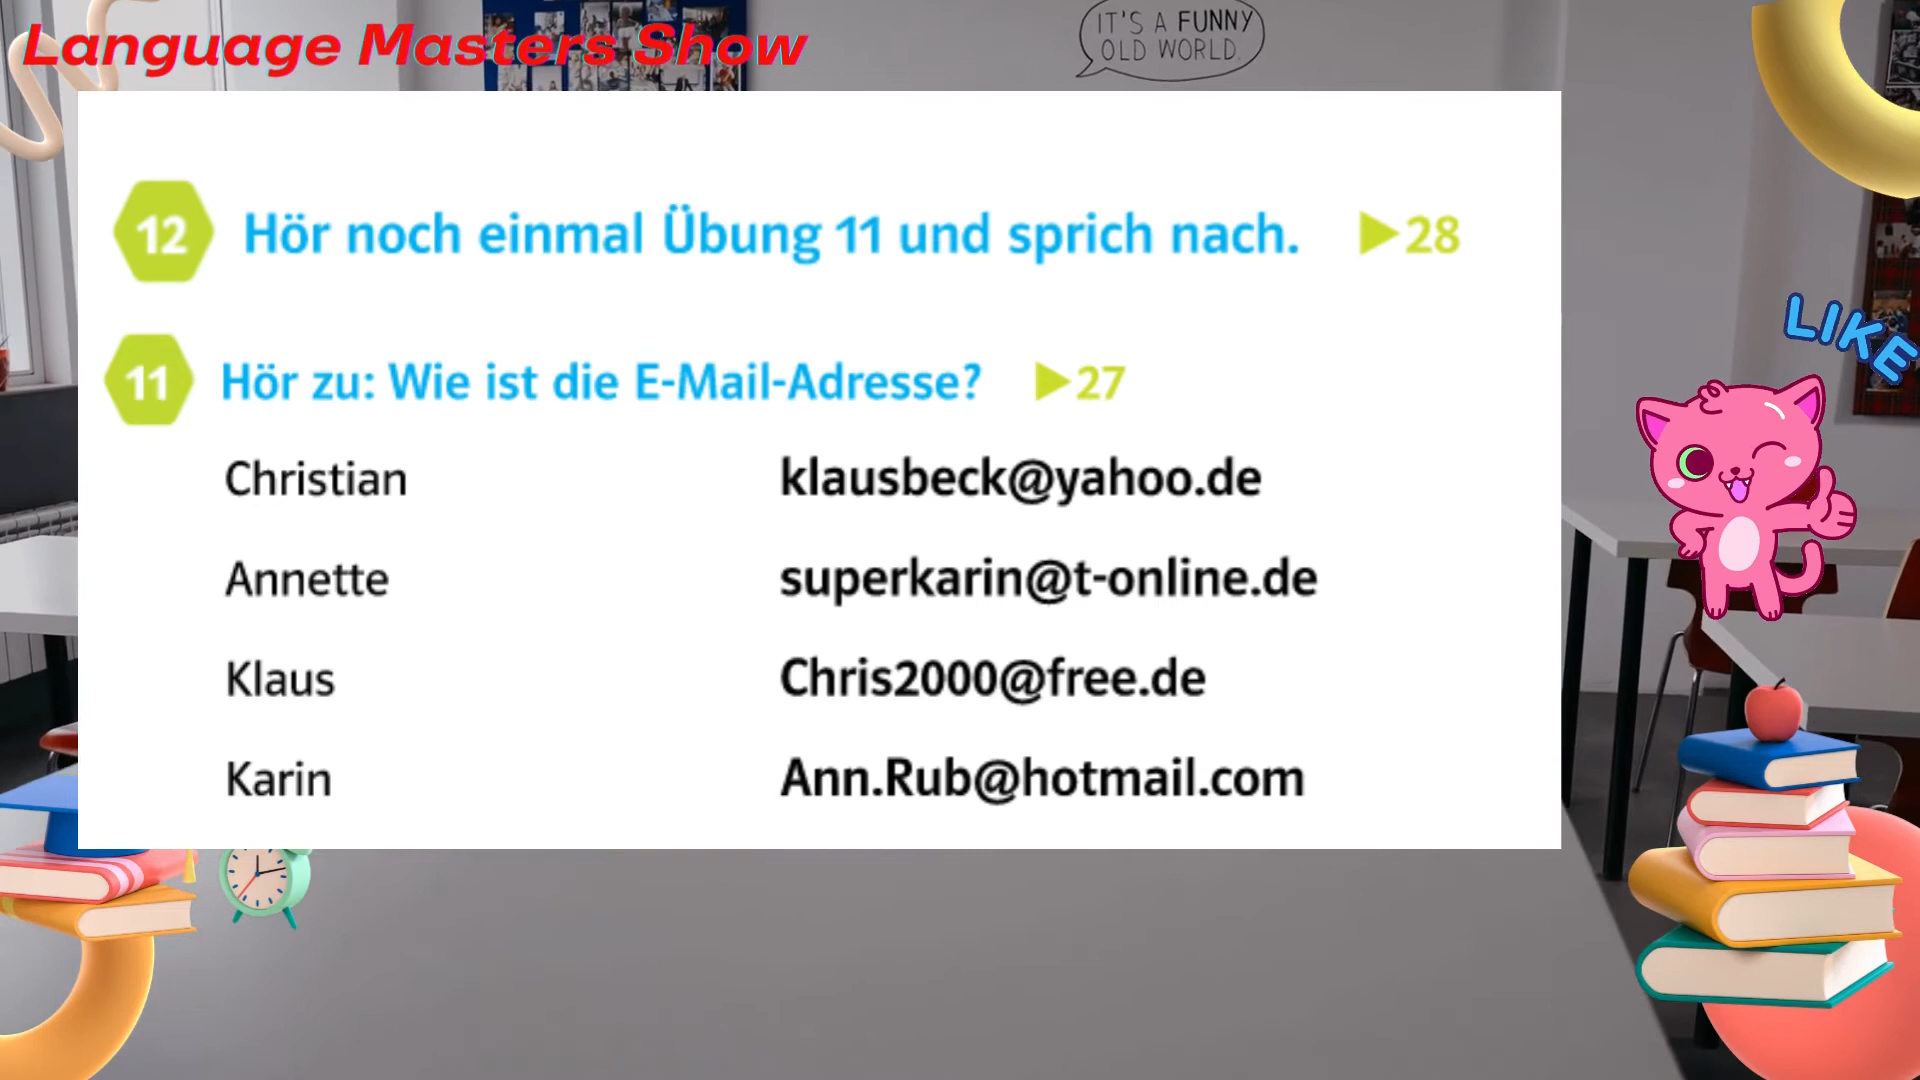 Language Masters Show
IT'S A FUNNY
OLD WORLD.
12 Hör noch einmal Übung 11 und sprich nach. ▶28
11 Hör zu: Wie ist die E-Mail-Adresse? ▶27
Christian klausbeck@yahoo.de
Annette superkarin@t-online.de
Klaus Chris2000@free.de
Karin Ann.Rub@hotmail.com
LIKE